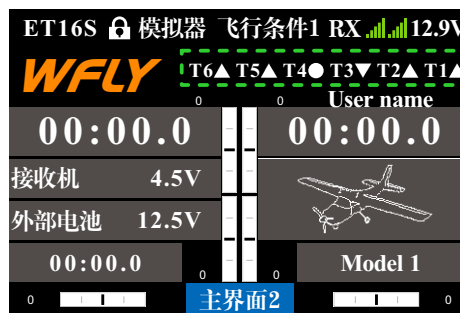 ET16S 模拟器 飞行条件1 RX 12.9V
WFLY T6▲ T5▲ T4● T3▼ T2▲ T1▲
0 0 User name
00:00.0 00:00.0
接收机 4.5V
外部电池 12.5V
00:00.0 0 0 Model 1
0 主界面2 0